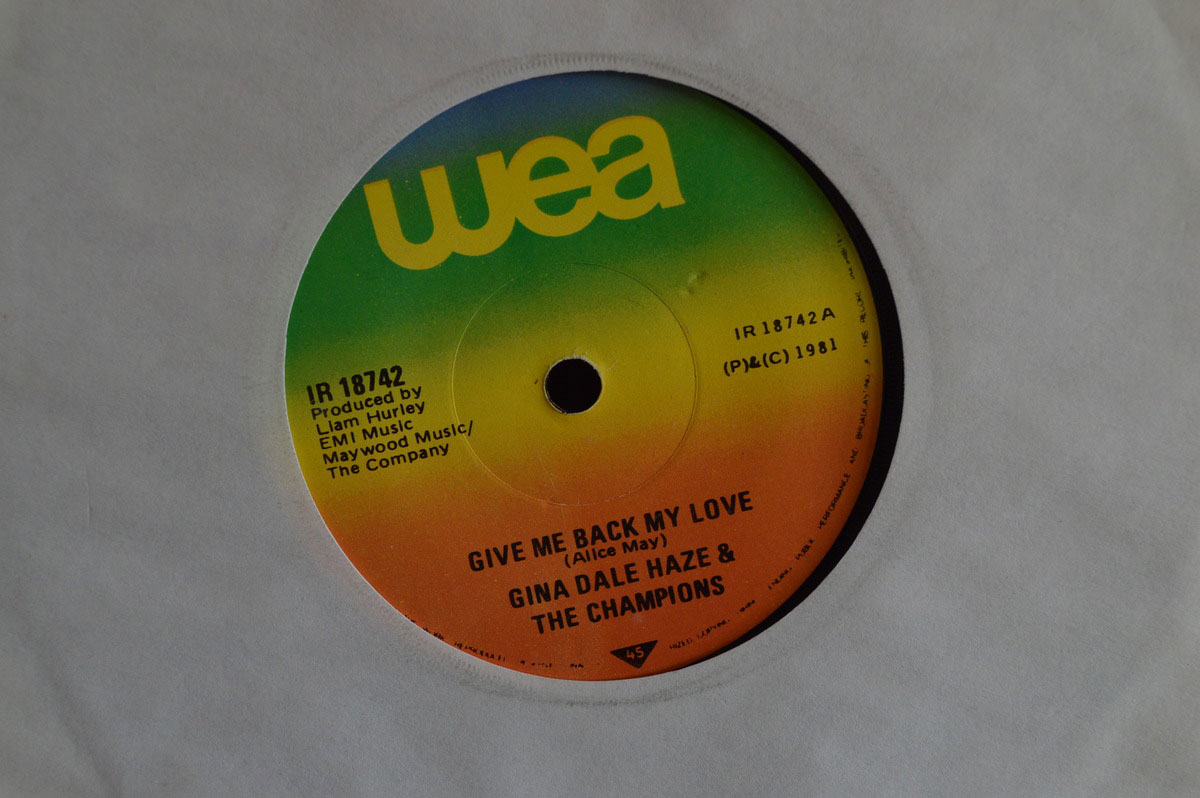 wea
IR 18742
Produced by
Liam Hurley
EMI Music
Maywood Music/
The Company
IR 18742 A
(P)&(C) 1981
GIVE ME BACK MY LOVE
(Alice May)
GINA DALE HAZE &
THE CHAMPIONS
45